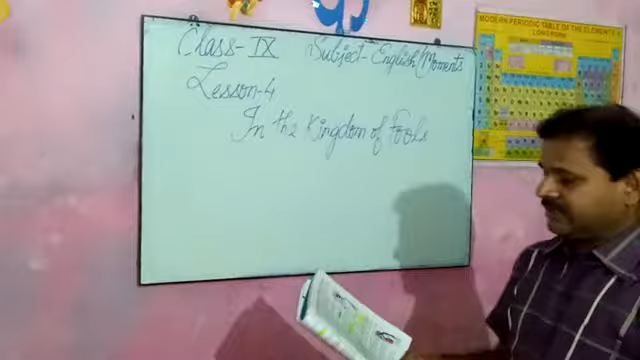 Class-IX Subject-English/Moments
Lesson-4
In the Kingdom of Fools
MODERN PERIODIC TABLE OF THE ELEMENTS
LONG FORM